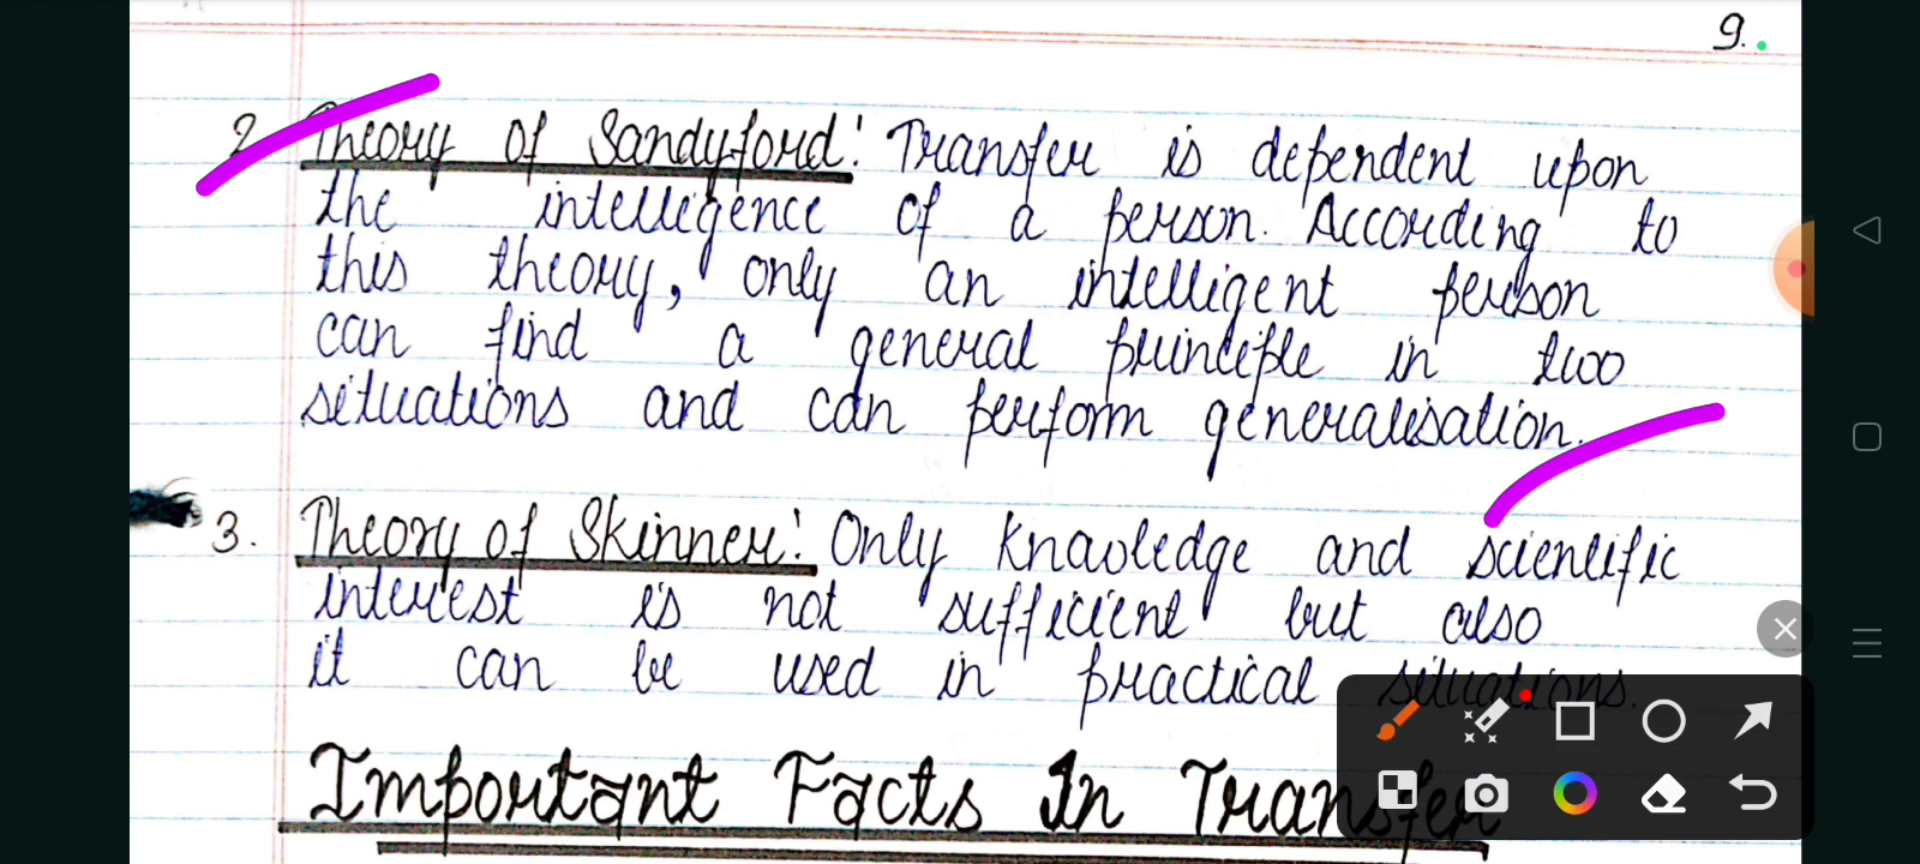 9.
2. Theory of Sandyford: Transfer is dependent upon
the intelligence of a person. According to
this theory, only an intelligent person
can find a general principle in two
situations and can perform generalisation.
3. Theory of Skinner: Only knowledge and scientific
interest is not sufficient but also
it can be used in practical situations.
Important Facts In Transfer